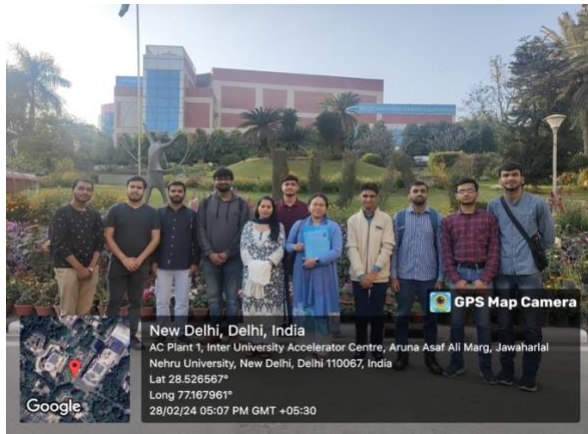 GPS Map Camera
New Delhi, Delhi, India
AC Plant 1, Inter University Accelerator Centre, Aruna Asaf Ali Marg, Jawaharlal
Nehru University, New Delhi, Delhi 110067, India
Lat 28.526567°
Long 77.167961°
28/02/24 05:07 PM GMT +05:30
Google